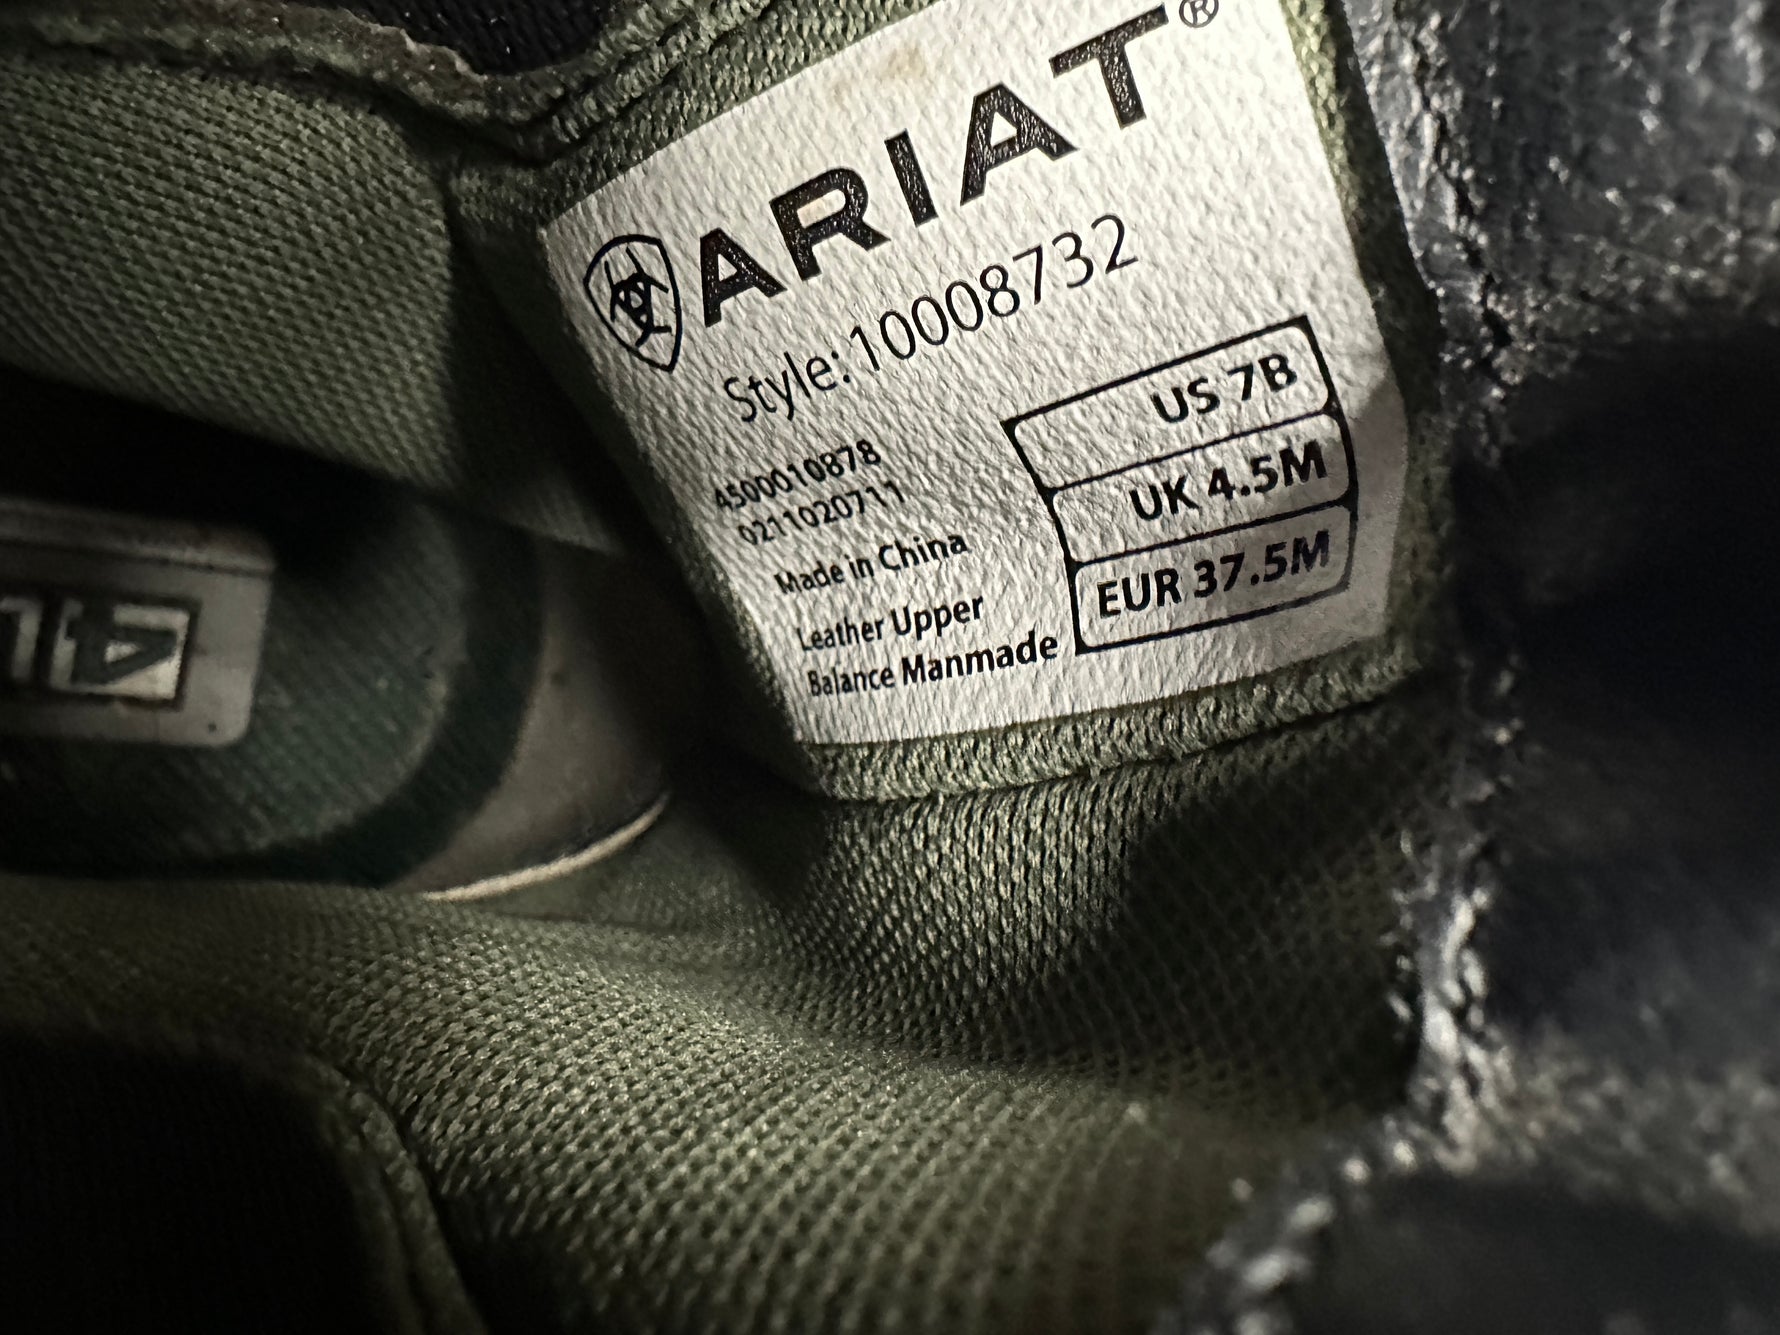 ARIAT®
Style: 10008732
4500010878
0211020711
Made in China
Leather Upper
Balance Manmade
US 7B
UK 4.5M
EUR 37.5M